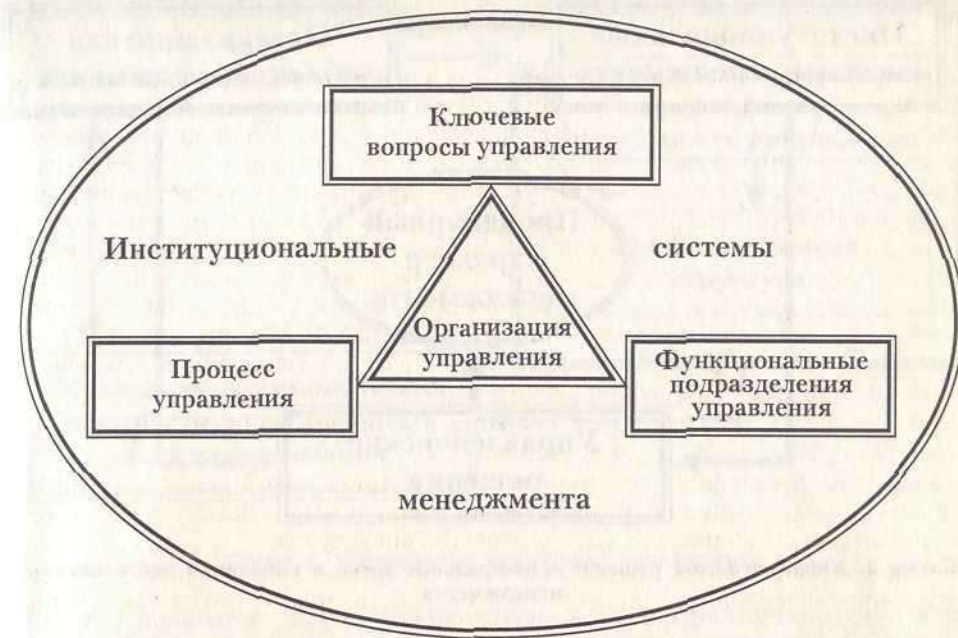 Ключевые
вопросы управления
Институциональные
системы
Организация
управления
Процесс
управления
Функциональные
подразделения
управления
менеджмента